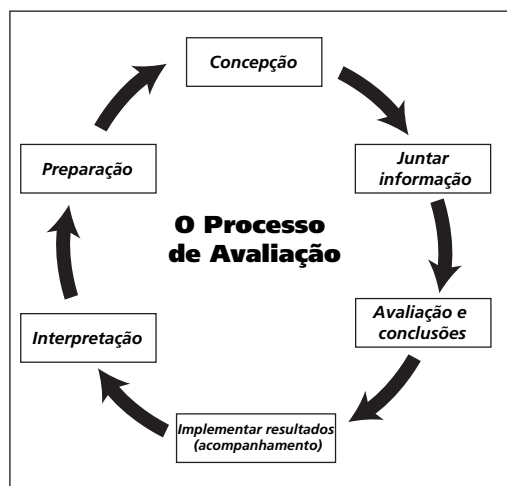 Concepção
Juntar
informação
Avaliação e
conclusões
Implementar resultados
(acompanhamento)
Interpretação
Preparação
O Processo
de Avaliação